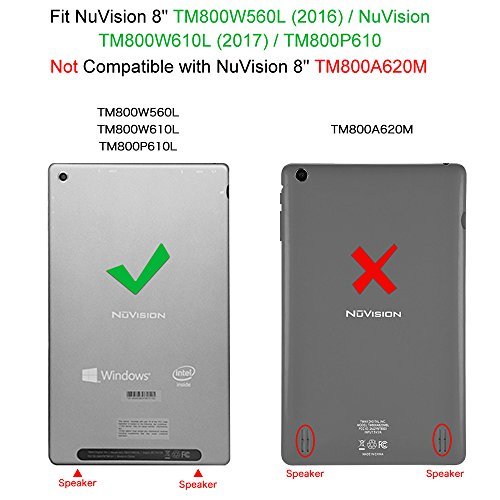 Fit NuVision 8" TM800W560L (2016) / NuVision
TM800W610L (2017) / TM800P610
Not Compatible with NuVision 8" TM800A620M
TM800W560L
TM800W610L
TM800P610L
TM800A620M
NUVISION
Windows®
intel
inside
NUVISION
Speaker
Speaker
Speaker
Speaker